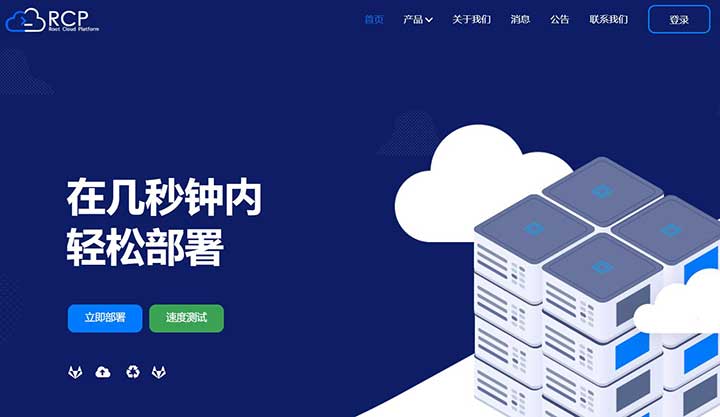 RCP
Root Cloud Platform
首页
产品
关于我们
消息
公告
联系我们
登录
在几秒钟内
轻松部署
立即部署
速度测试